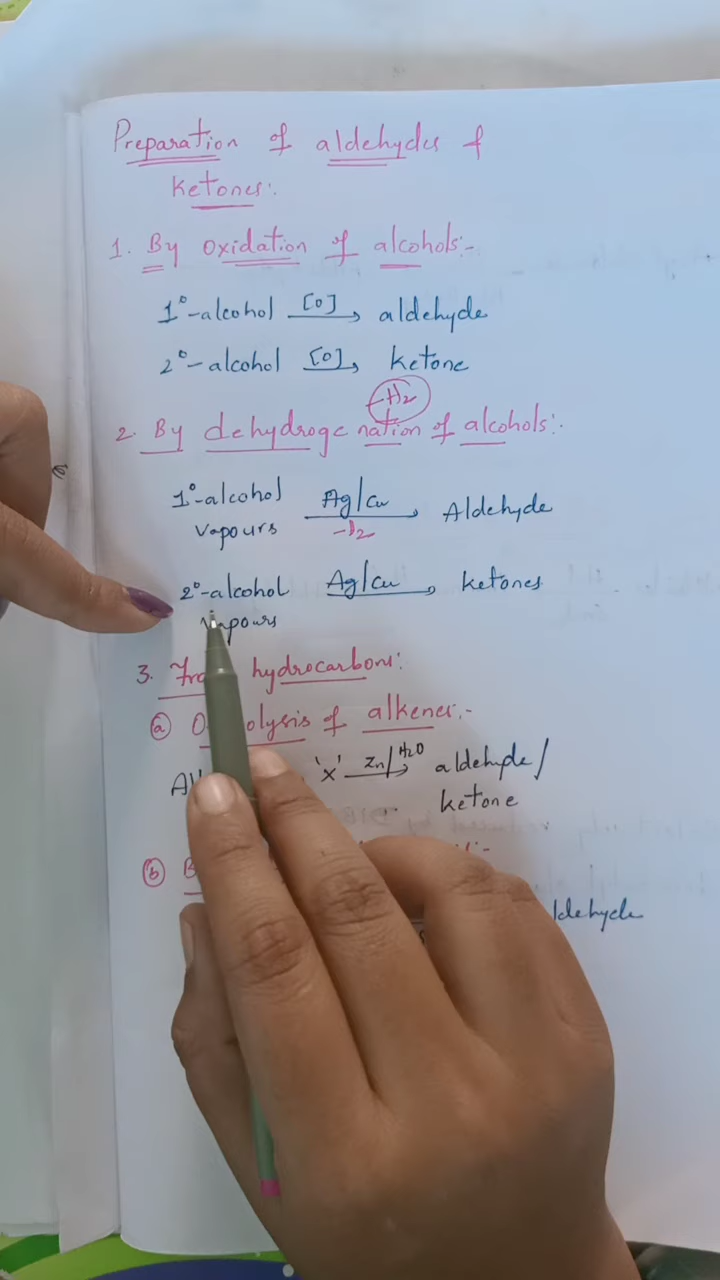 Preparation of aldehydes &
Ketones:
1. By oxidation of alcohols:-
1°-alcohol [O] → aldehyde
2°-alcohol [O] → ketone
-H2
2. By dehydrogenation of alcohols:-
1°-alcohol Ag/Cu → Aldehyde
Vapours
2°-alcohol Ag/Cu → ketones
Vapours
3. hydrocarbons:
(a) of alkenes:-
'X' Zn/H2O → aldehyde/
ketone
(b)